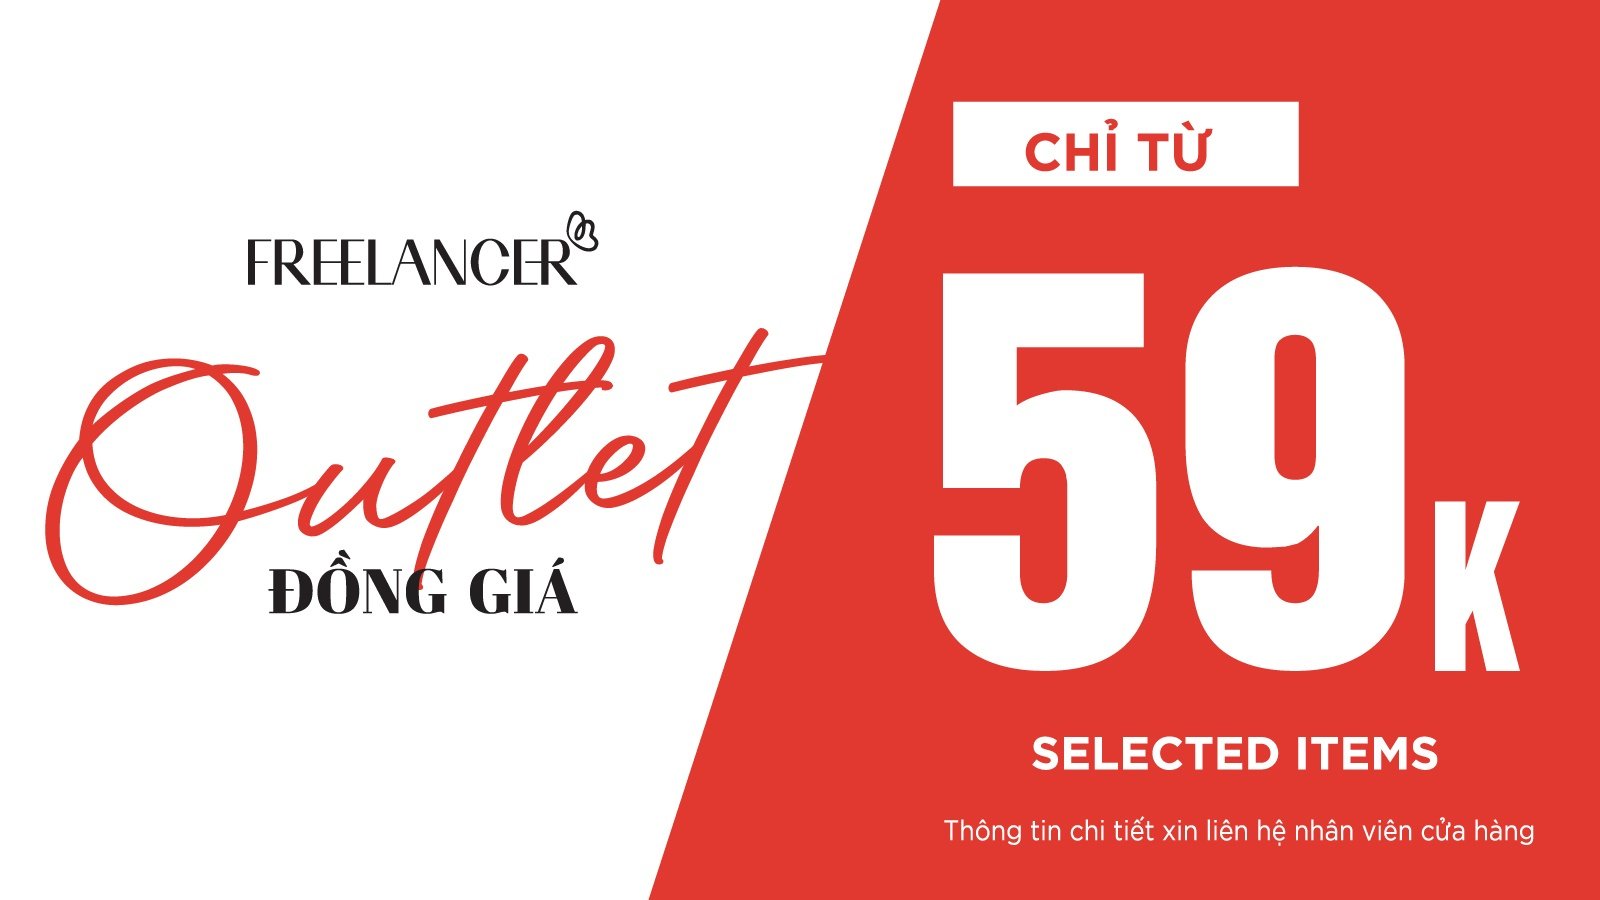 FREELANCER
Outlet
ĐỒNG GIÁ
CHỈ TỪ
59K
SELECTED ITEMS
Thông tin chi tiết xin liên hệ nhân viên cửa hàng